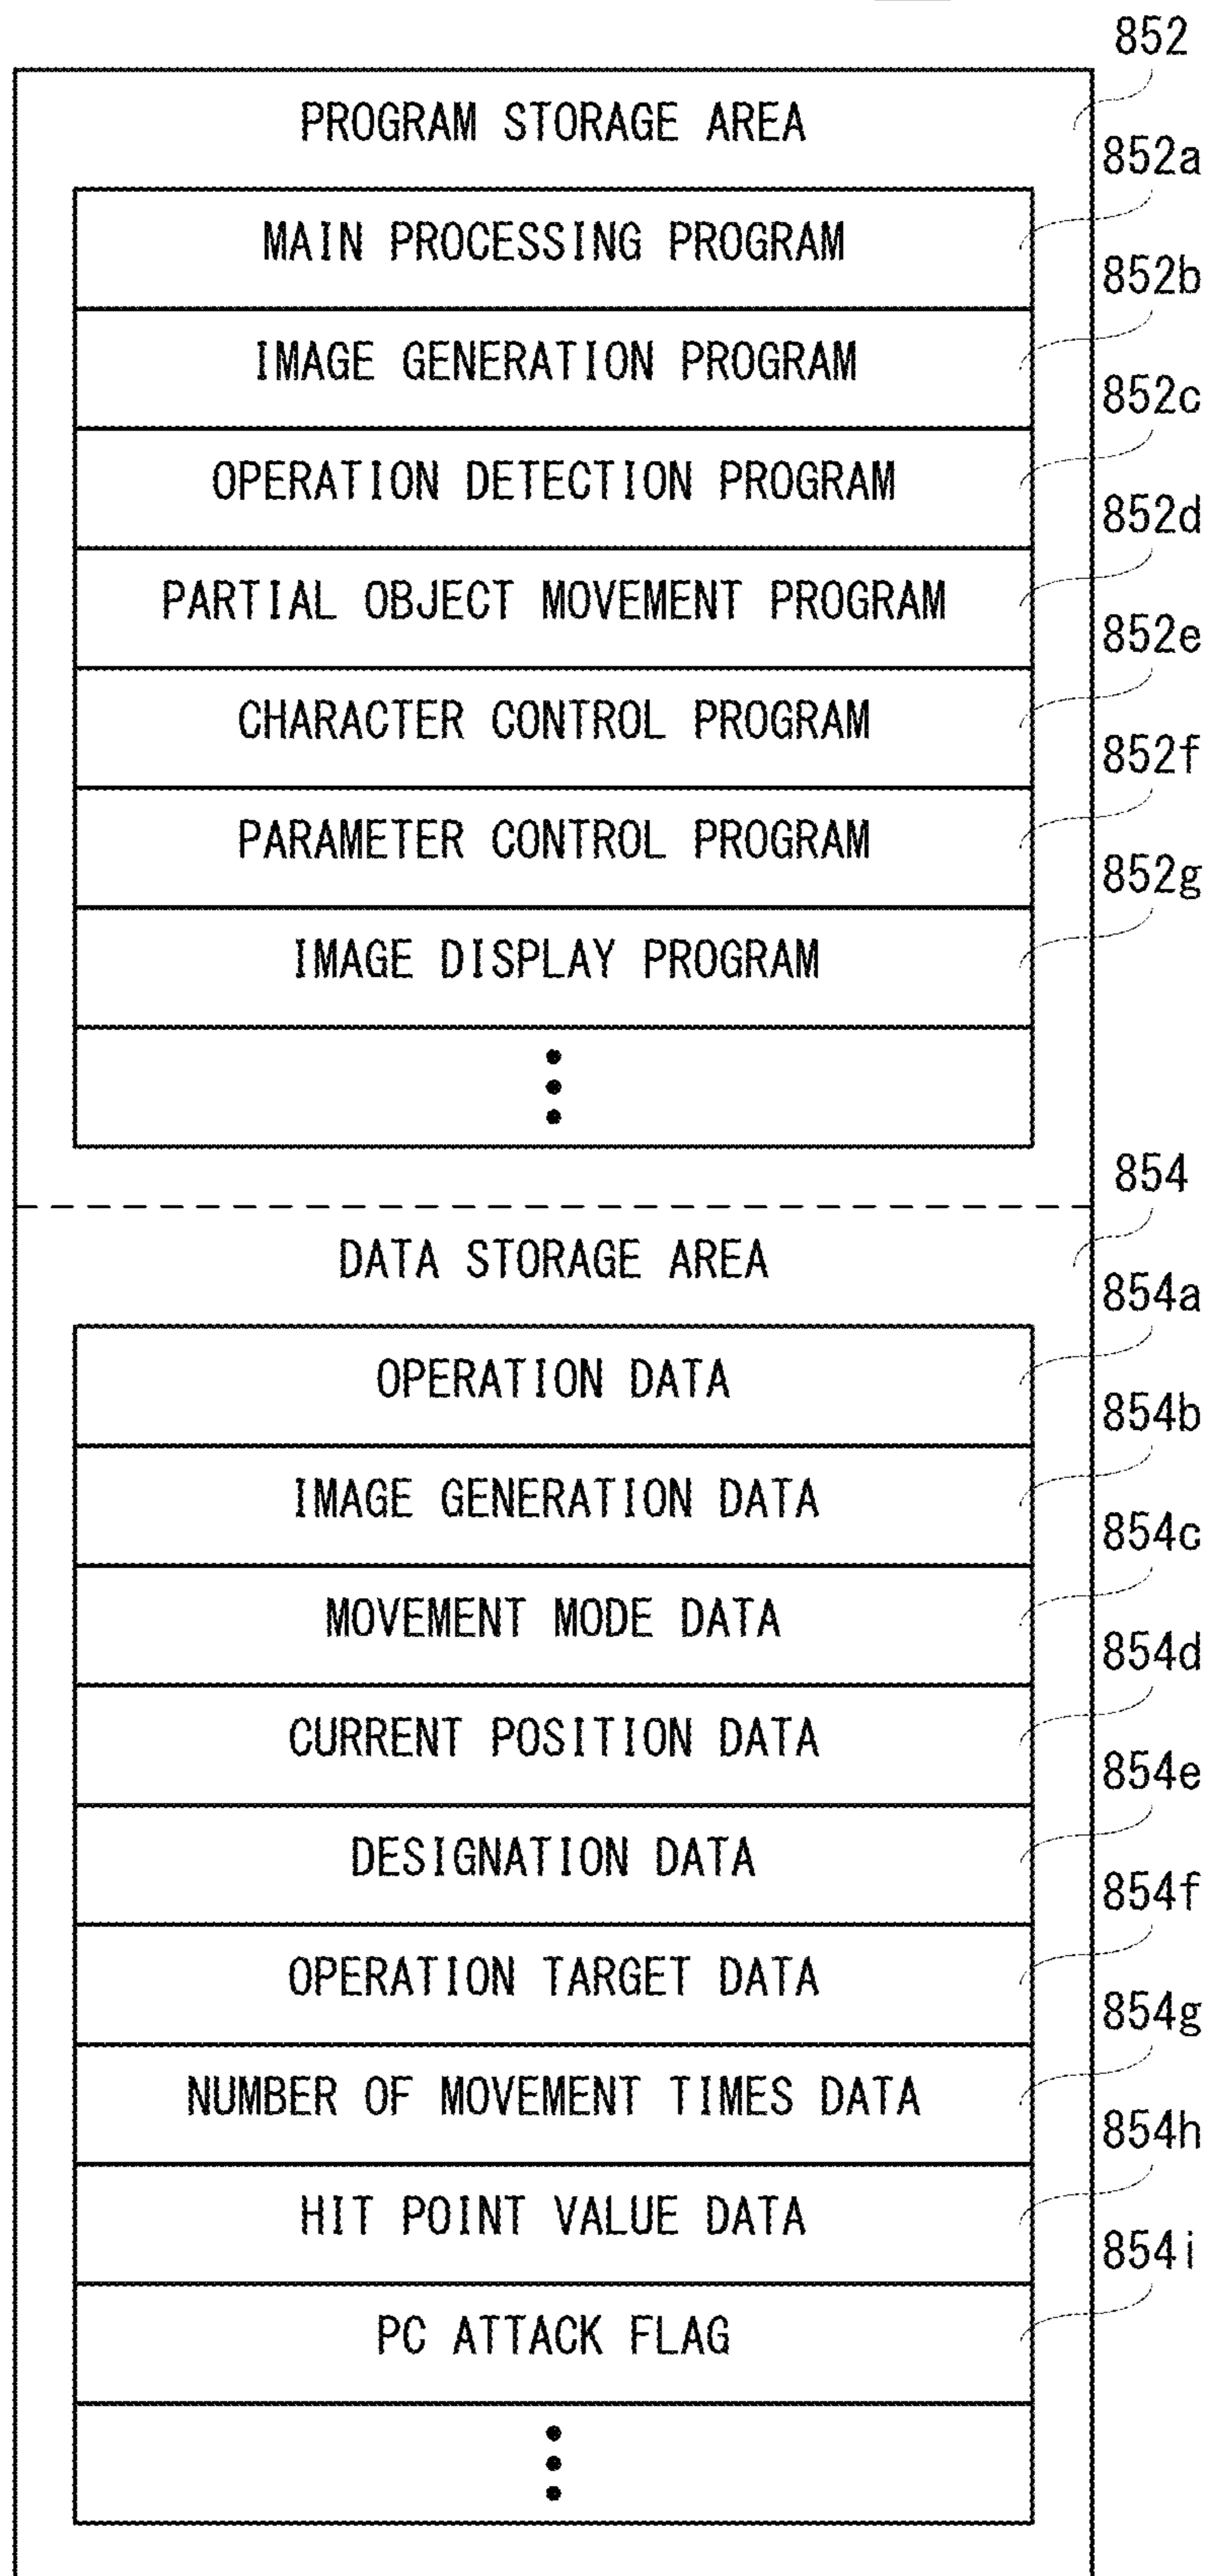 852
PROGRAM STORAGE AREA
852a
MAIN PROCESSING PROGRAM
852b
IMAGE GENERATION PROGRAM
852c
OPERATION DETECTION PROGRAM
852d
PARTIAL OBJECT MOVEMENT PROGRAM
852e
CHARACTER CONTROL PROGRAM
852f
PARAMETER CONTROL PROGRAM
852g
IMAGE DISPLAY PROGRAM
854
DATA STORAGE AREA
854a
OPERATION DATA
854b
IMAGE GENERATION DATA
854c
MOVEMENT MODE DATA
854d
CURRENT POSITION DATA
854e
DESIGNATION DATA
854f
OPERATION TARGET DATA
854g
NUMBER OF MOVEMENT TIMES DATA
854h
HIT POINT VALUE DATA
854i
PC ATTACK FLAG